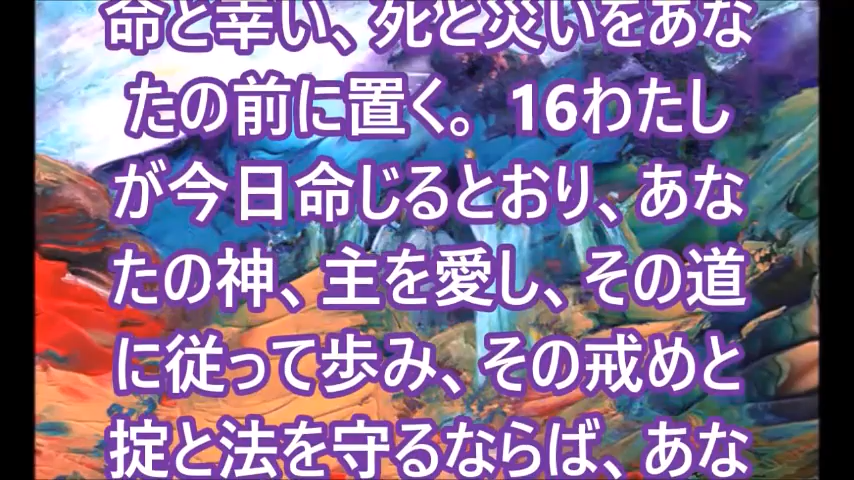 命と幸い、死と災いをあな
たの前に置く。 16わたし
が今日命じるとおり、あな
たの神、主を愛し、その道
に従って歩み、その戒めと
掟と法を守るならば、あな